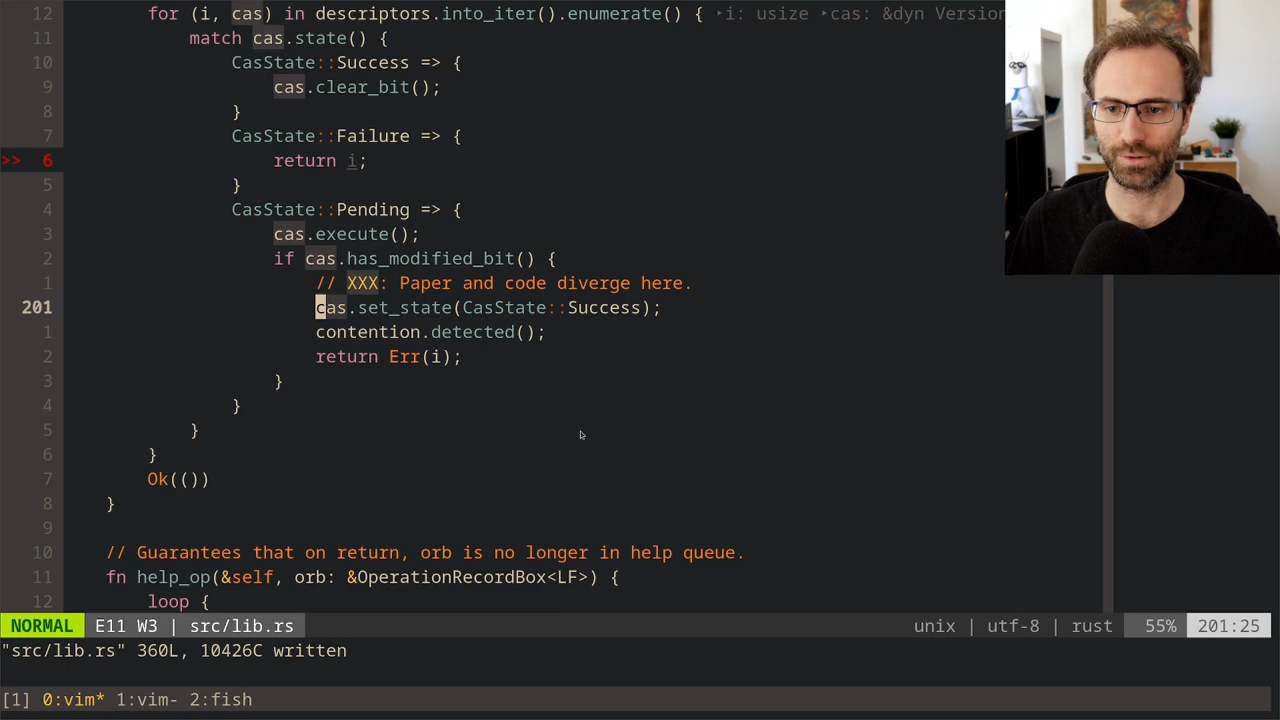 12 for (i, cas) in descriptors.into_iter().enumerate() { ‣i: usize ‣cas: &dyn Version
11 match cas.state() {
10 CasState::Success => {
9 cas.clear_bit();
8 }
7 CasState::Failure => {
>> 6 return i;
5 }
4 CasState::Pending => {
3 cas.execute();
2 if cas.has_modified_bit() {
1 // XXX: Paper and code diverge here.
201 cas.set_state(CasState::Success);
1 contention.detected();
2 return Err(i);
3 }
4 }
5 }
6 }
7 Ok(())
8 }
9
10 // Guarantees that on return, orb is no longer in help queue.
11 fn help_op(&self, orb: &OperationRecordBox<LF>) {
12 loop {
NORMAL E11 W3 | src/lib.rs unix | utf-8 | rust 55% 201:25
"src/lib.rs" 360L, 10426C written
[1] 0:vim* 1:vim- 2:fish